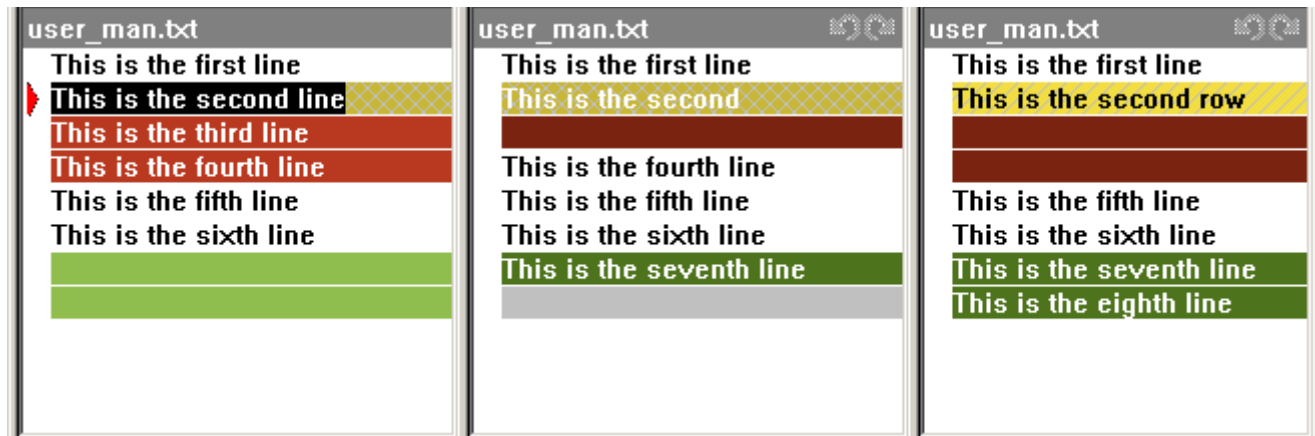 user_man.txt
This is the first line
This is the second line
This is the third line
This is the fourth line
This is the fifth line
This is the sixth line
user_man.txt
This is the first line
This is the second
This is the fourth line
This is the fifth line
This is the sixth line
This is the seventh line
user_man.txt
This is the first line
This is the second row
This is the fifth line
This is the sixth line
This is the seventh line
This is the eighth line